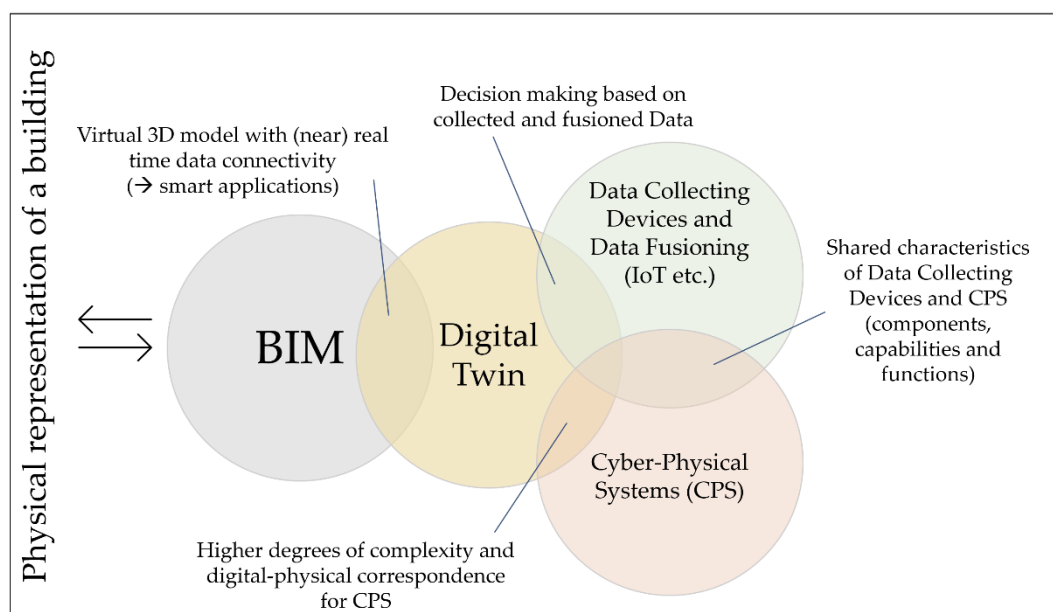 Physical representation of a building
Decision making based on
collected and fusioned Data
Virtual 3D model with (near) real
time data connectivity
(→ smart applications)
Data Collecting
Devices and
Data Fusioning
(IoT etc.)
Shared characteristics
of Data Collecting
Devices and CPS
(components,
capabilities and
functions)
BIM
Digital
Twin
Cyber-Physical
Systems (CPS)
Higher degrees of complexity and
digital-physical correspondence
for CPS